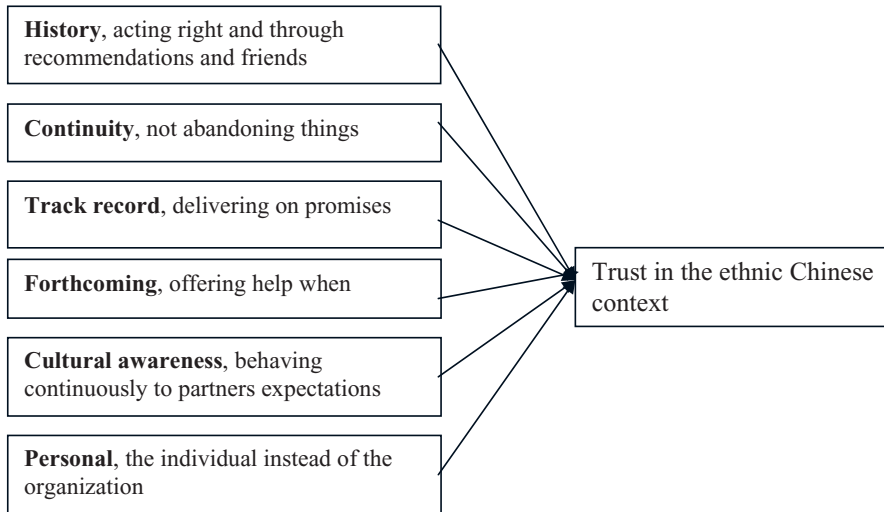 History, acting right and through
recommendations and friends
Continuity, not abandoning things
Track record, delivering on promises
Forthcoming, offering help when
Cultural awareness, behaving
continuously to partners expectations
Personal, the individual instead of the
organization
Trust in the ethnic Chinese
context